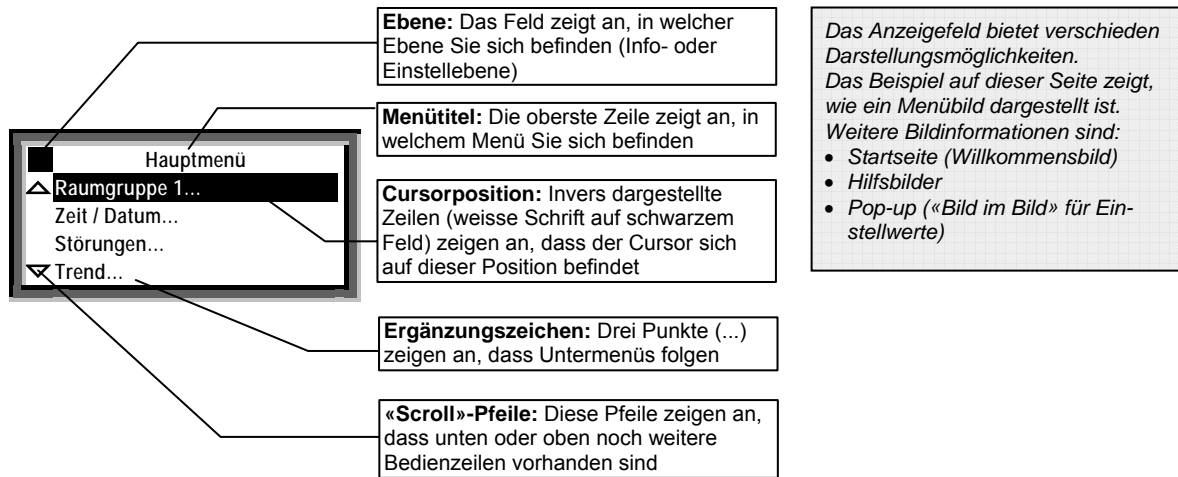 Ebene: Das Feld zeigt an, in welcher
Ebene Sie sich befinden (Info- oder
Einstellebene)
Menütitel: Die oberste Zeile zeigt an, in
welchem Menü Sie sich befinden
Cursorposition: Invers dargestellte
Zeilen (weisse Schrift auf schwarzem
Feld) zeigen an, dass der Cursor sich
auf dieser Position befindet
Ergänzungszeichen: Drei Punkte (...)
zeigen an, dass Untermenüs folgen
«Scroll»-Pfeile: Diese Pfeile zeigen an,
dass unten oder oben noch weitere
Bedienzeilen vorhanden sind
Hauptmenü
Raumgruppe 1...
Zeit / Datum...
Störungen...
Trend...
Das Anzeigefeld bietet verschieden
Darstellungsmöglichkeiten.
Das Beispiel auf dieser Seite zeigt,
wie ein Menübild dargestellt ist.
Weitere Bildinformationen sind:
• Startseite (Willkommensbild)
• Hilfsbilder
• Pop-up («Bild im Bild» für Ein-
stellwerte)